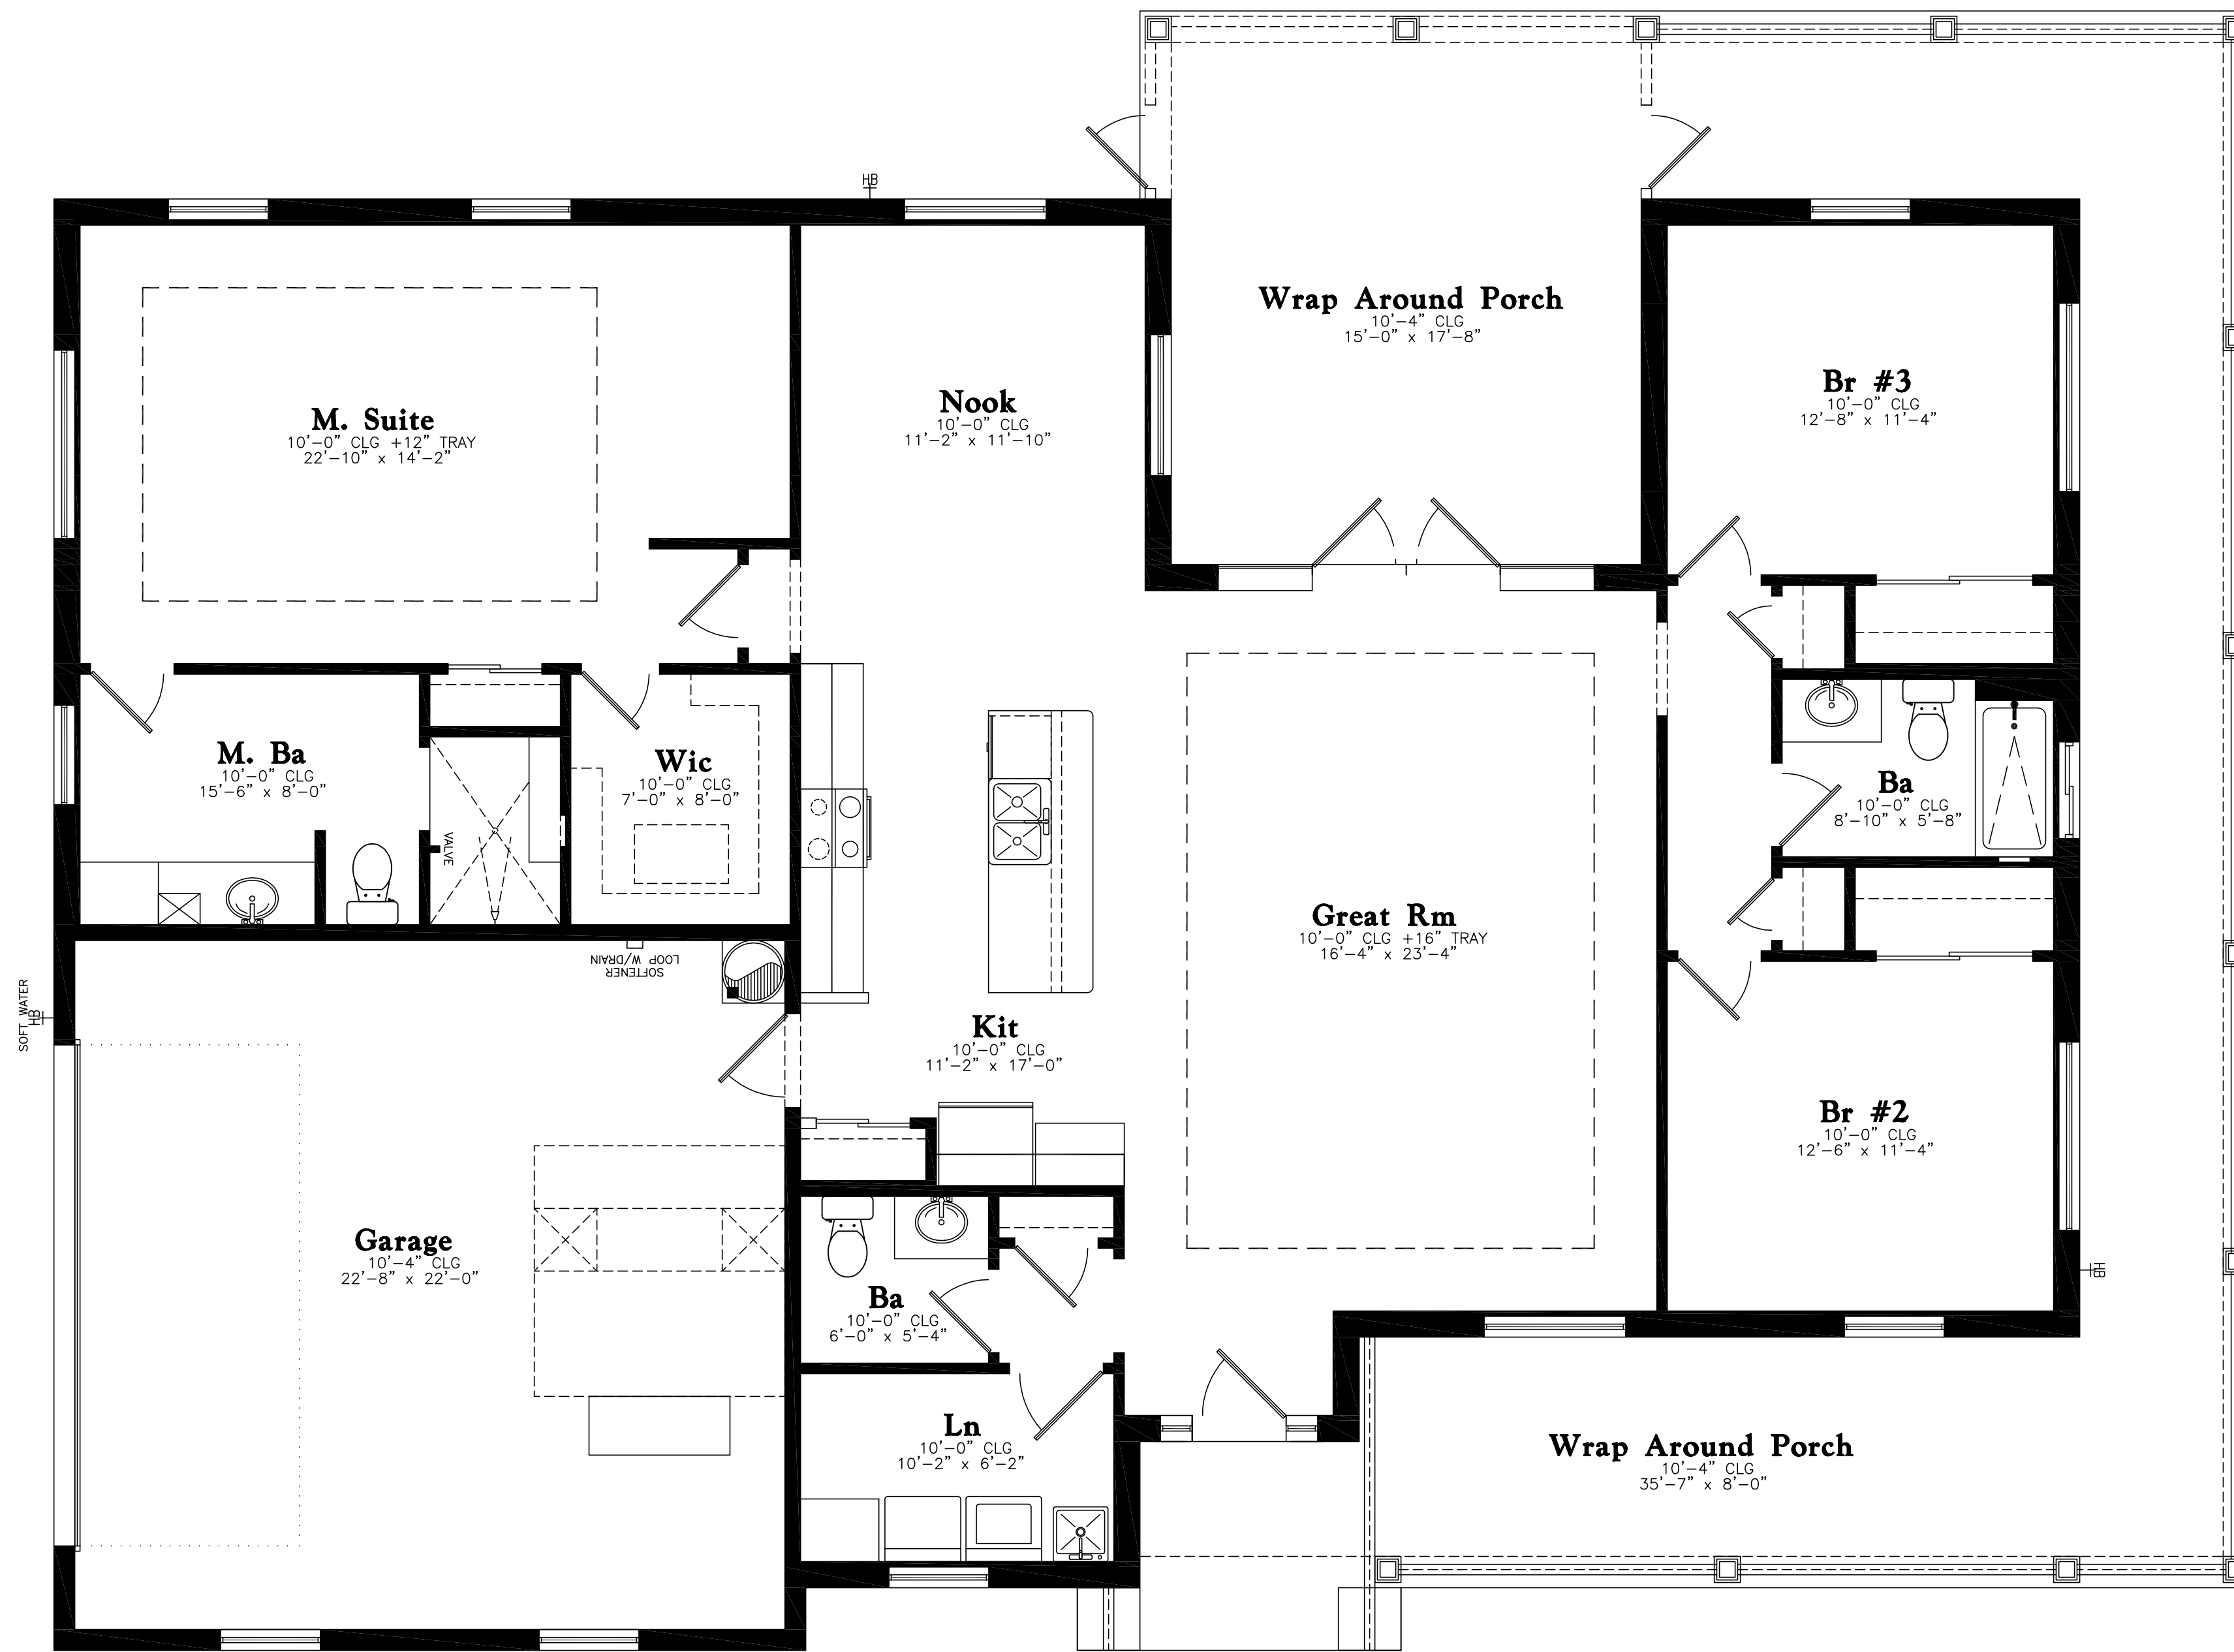 HB
Wrap Around Porch
10'-4" CLG
15'-0" x 17'-8"
Br #3
10'-0" CLG
12'-8" x 11'-4"
Nook
10'-0" CLG
11'-2" x 11'-10"
M. Suite
10'-0" CLG +12" TRAY
22'-10" x 14'-2"
M. Ba
10'-0" CLG
15'-6" x 8'-0"
VALVE
Wic
10'-0" CLG
7'-0" x 8'-0"
Ba
10'-0" CLG
8'-10" x 5'-8"
Great Rm
10'-0" CLG +16" TRAY
16'-4" x 23'-4"
SOFTENER
LOOP W/DRAIN
SOFT WATER
HB
Kit
10'-0" CLG
11'-2" x 17'-0"
Br #2
10'-0" CLG
12'-6" x 11'-4"
Garage
10'-4" CLG
22'-8" x 22'-0"
HB
Ba
10'-0" CLG
6'-0" x 5'-4"
Ln
10'-0" CLG
10'-2" x 6'-2"
Wrap Around Porch
10'-4" CLG
35'-7" x 8'-0"